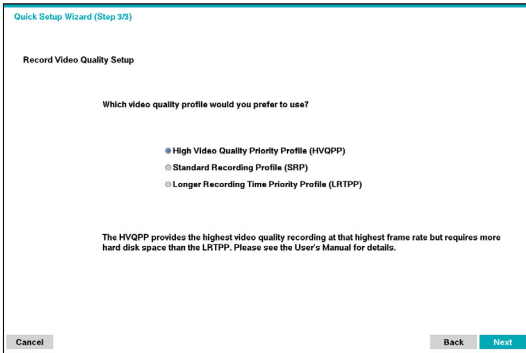 Quick Setup Wizard (Step 3/3)
Record Video Quality Setup
Which video quality profile would you prefer to use?
High Video Quality Priority Profile (HVQPP)
Standard Recording Profile (SRP)
Longer Recording Time Priority Profile (LRTPP)
The HVQPP provides the highest video quality recording at that highest frame rate but requires more
hard disk space than the LRTPP. Please see the User's Manual for details.
Cancel Back Next